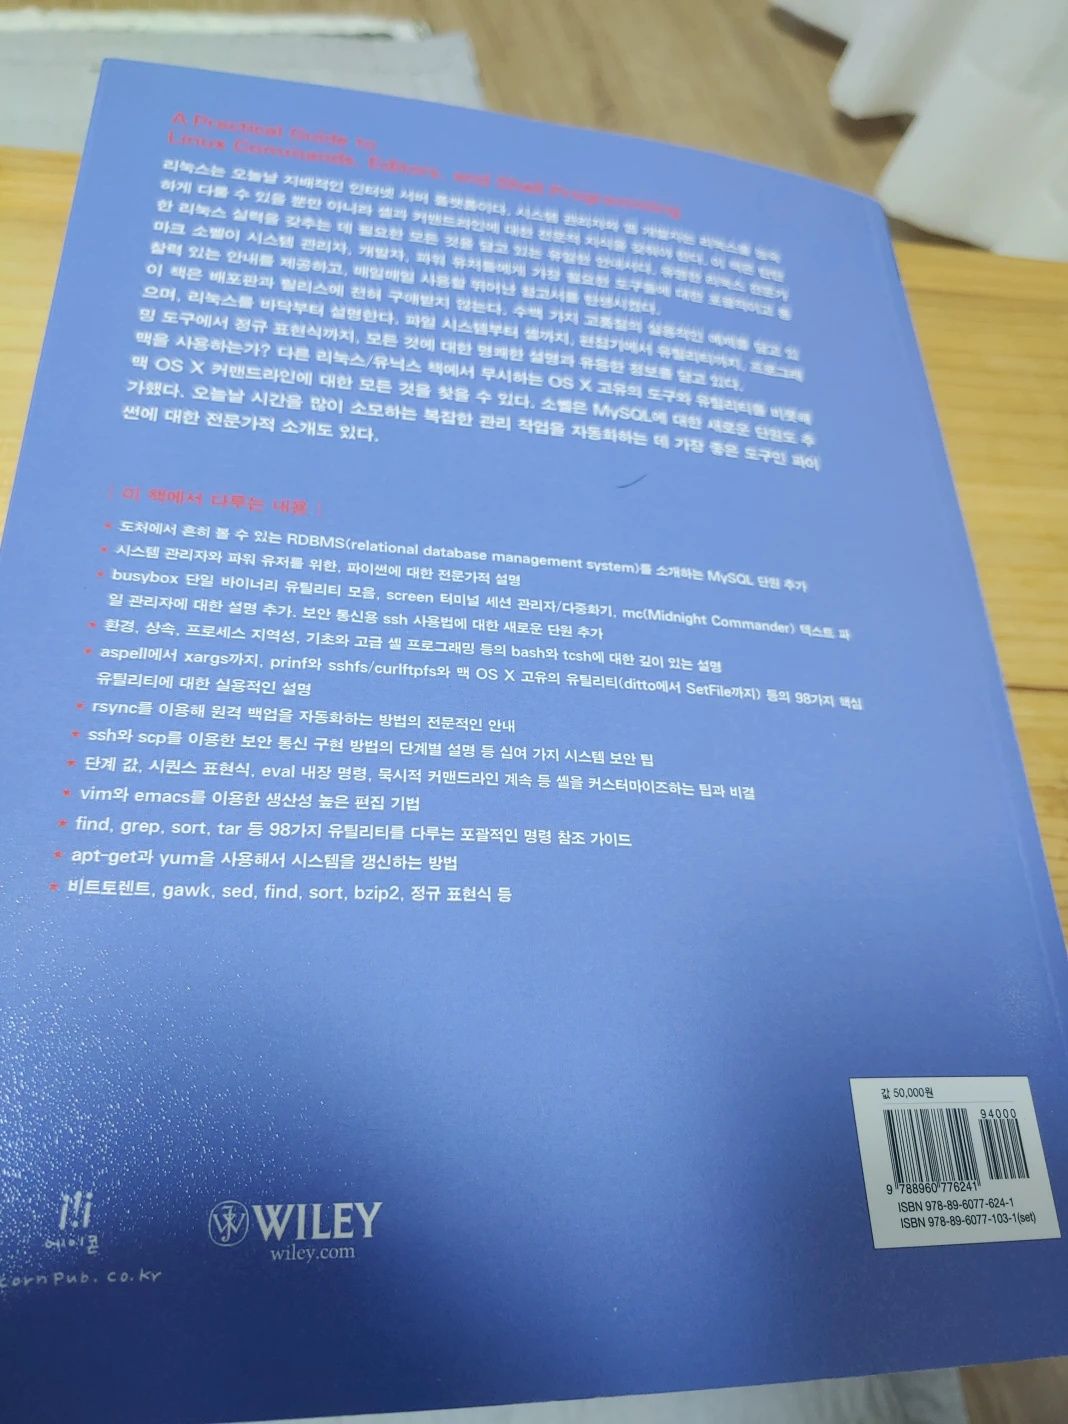 A Practical Guide to
Linux Commands, Editors, and Shell Programming
리눅스는 오늘날 지배적인 인터넷 서버 플랫폼이다. 시스템 관리자와 웹 개발자는 리눅스를 능숙
하게 다룰 수 있을 뿐만 아니라 셸과 커맨드라인에 대한 전문적 지식을 갖춰야 한다. 이 책은 탄탄
한 리눅스 실력을 갖추는 데 필요한 모든 것을 담고 있는 유일한 안내서다. 유명한 리눅스 전문가
마크 소벨이 시스템 관리자, 개발자, 파워 유저들에게 가장 필요한 도구들에 대한 포괄적이고 통
찰력 있는 안내를 제공하고, 매일매일 사용할 뛰어난 참고서를 탄생시켰다.
이 책은 배포판과 릴리스에 전혀 구애받지 않는다. 수백 가지 고품질의 실용적인 예제를 담고 있
으며, 리눅스를 바닥부터 설명한다. 파일 시스템부터 셸까지, 편집기에서 유틸리티까지, 프로그래
밍 도구에서 정규 표현식까지, 모든 것에 대한 명쾌한 설명과 유용한 정보를 담고 있다.
맥을 사용하는가? 다른 리눅스/유닉스 책에서 무시하는 OS X 고유의 도구와 유틸리티를 비롯해
맥 OS X 커맨드라인에 대한 모든 것을 찾을 수 있다. 소벨은 MySQL에 대한 새로운 단원도 추
가했다. 오늘날 시간을 많이 소모하는 복잡한 관리 작업을 자동화하는 데 가장 좋은 도구인 파이
썬에 대한 전문가적 소개도 있다.
[ 이 책에서 다루는 내용 ]
★ 도처에서 흔히 볼 수 있는 RDBMS(relational database management system)를 소개하는 MySQL 단원 추가
★ 시스템 관리자와 파워 유저를 위한, 파이썬에 대한 전문가적 설명
★ busybox 단일 바이너리 유틸리티 모음, screen 터미널 세션 관리자/다중화기, mc(Midnight Commander) 텍스트 파
일 관리자에 대한 설명 추가. 보안 통신용 ssh 사용법에 대한 새로운 단원 추가
★ 환경, 상속, 프로세스 지역성, 기초와 고급 셸 프로그래밍 등의 bash와 tcsh에 대한 깊이 있는 설명
★ aspell에서 xargs까지, prinf와 sshfs/curlftpfs와 맥 OS X 고유의 유틸리티(ditto에서 SetFile까지) 등의 98가지 핵심
유틸리티에 대한 실용적인 설명
★ rsync를 이용해 원격 백업을 자동화하는 방법의 전문적인 안내
★ ssh와 scp를 이용한 보안 통신 구현 방법의 단계별 설명 등 십여 가지 시스템 보안 팁
★ 단계 값, 시퀀스 표현식, eval 내장 명령, 묵시적 커맨드라인 계속 등 셸을 커스터마이즈하는 팁과 비결
★ vim와 emacs를 이용한 생산성 높은 편집 기법
★ find, grep, sort, tar 등 98가지 유틸리티를 다루는 포괄적인 명령 참조 가이드
★ apt-get과 yum을 사용해서 시스템을 갱신하는 방법
★ 비트토렌트, gawk, sed, find, sort, bzip2, 정규 표현식 등
값 50,000원
94000
9 788960 776241
ISBN 978-89-6077-624-1
ISBN 978-89-6077-103-1(set)
에이콘
cornPub.co.kr
WILEY
wiley.com